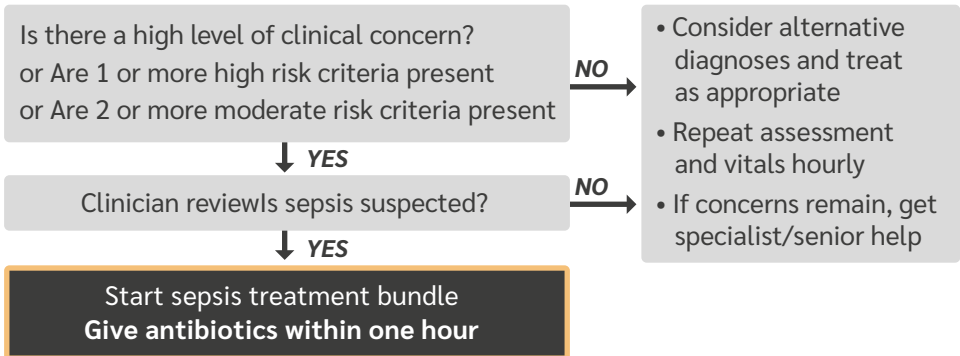 Is there a high level of clinical concern?
or Are 1 or more high risk criteria present
or Are 2 or more moderate risk criteria present
NO
• Consider alternative
diagnoses and treat
as appropriate
• Repeat assessment
and vitals hourly
• If concerns remain, get
specialist/senior help
YES
Clinician reviewIs sepsis suspected?
NO
YES
Start sepsis treatment bundle
Give antibiotics within one hour